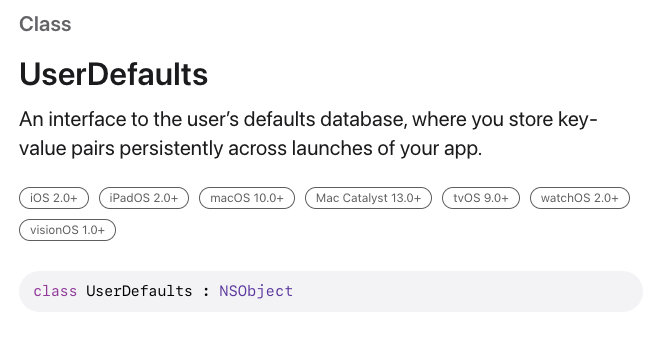 Class
UserDefaults
An interface to the user’s defaults database, where you store key-
value pairs persistently across launches of your app.
iOS 2.0+ iPadOS 2.0+ macOS 10.0+ Mac Catalyst 13.0+ tvOS 9.0+ watchOS 2.0+
visionOS 1.0+
class UserDefaults : NSObject